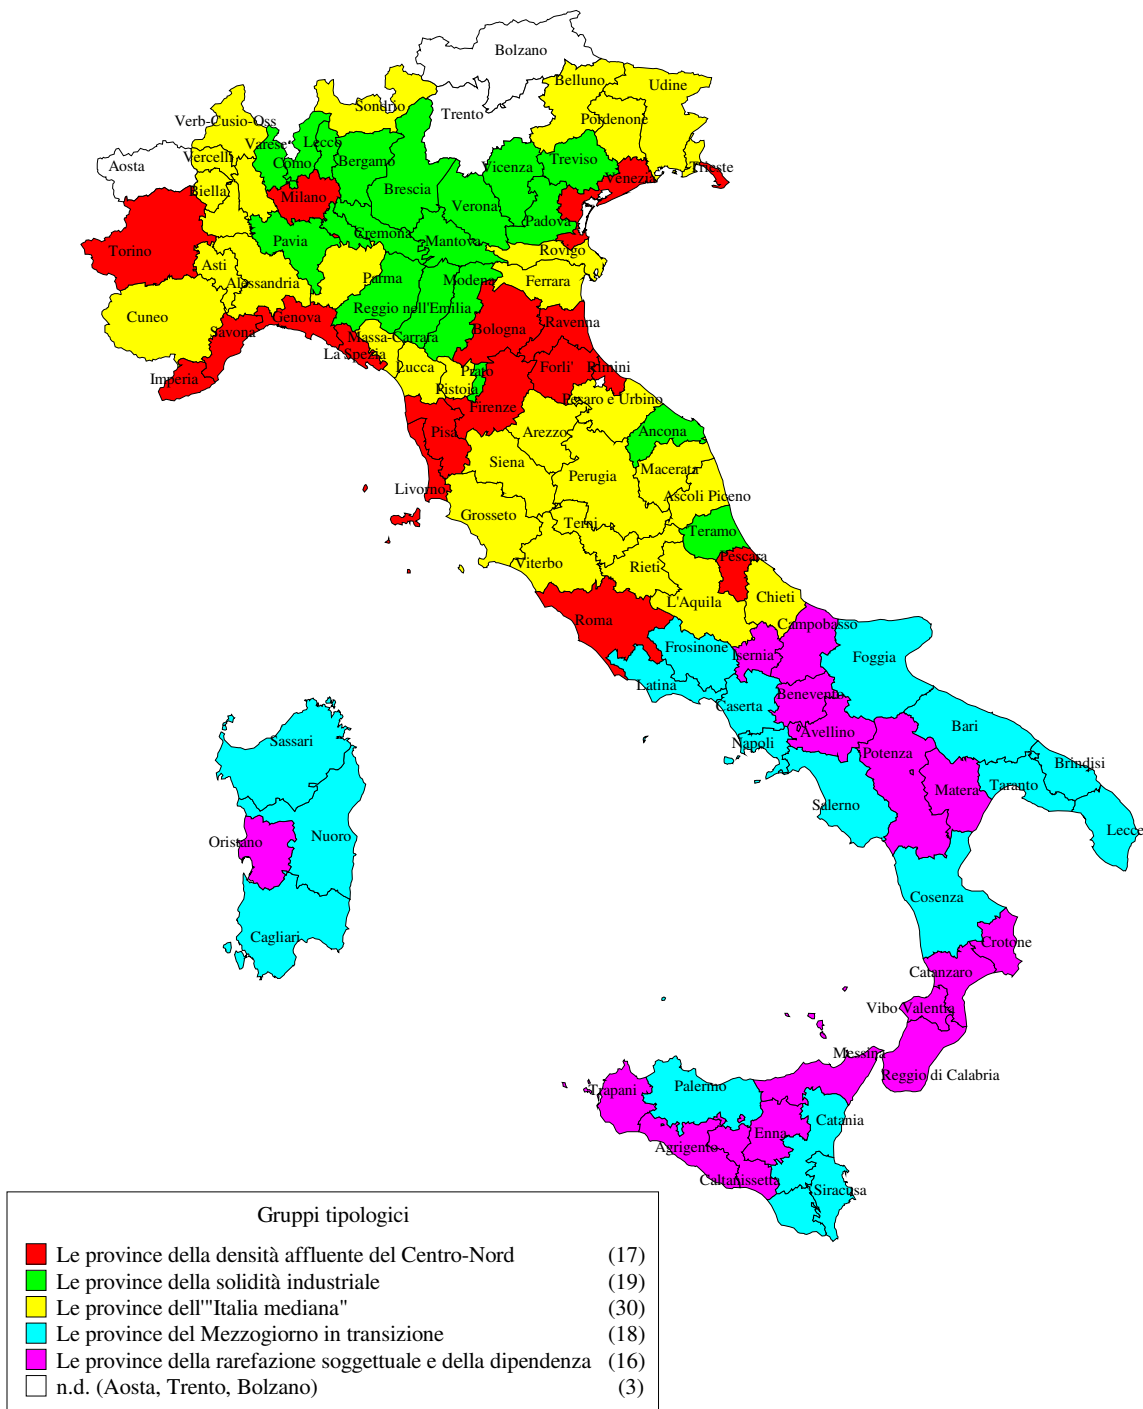 Bolzano
Belluno
Udine
Sondrio
Trento
Pordenone
Verb-Cusio-Oss
Varese
Lecco
Como
Bergamo
Vicenza
Treviso
Trieste
Aosta
Vercelli
Biella
Milano
Brescia
Verona
Venezia
Padova
Torino
Pavia
Cremona
Mantova
Rovigo
Asti
Alessandria
Parma
Modena
Ferrara
Cuneo
Genova
Savona
Reggio nell'Emilia
Bologna
Ravenna
Massa-Carrara
La Spezia
Imperia
Lucca
Prato
Pistoia
Forli'
Rimini
Firenze
Pesaro e Urbino
Pisa
Arezzo
Ancona
Siena
Perugia
Macerata
Livorno
Ascoli Piceno
Grosseto
Terni
Teramo
Viterbo
Rieti
Pescara
L'Aquila
Chieti
Roma
Campobasso
Frosinone
Isernia
Foggia
Latina
Benevento
Caserta
Sassari
Napoli
Avellino
Bari
Potenza
Brindisi
Salerno
Matera
Taranto
Nuoro
Oristano
Lecce
Cosenza
Cagliari
Crotone
Catanzaro
Vibo Valentia
Messina
Reggio di Calabria
Trapani
Palermo
Catania
Enna
Agrigento
Caltanissetta
Siracusa
Gruppi tipologici
Le province della densità affluente del Centro-Nord (17)
Le province della solidità industriale (19)
Le province dell'"Italia mediana" (30)
Le province del Mezzogiorno in transizione (18)
Le province della rarefazione soggettuale e della dipendenza (16)
n.d. (Aosta, Trento, Bolzano) (3)